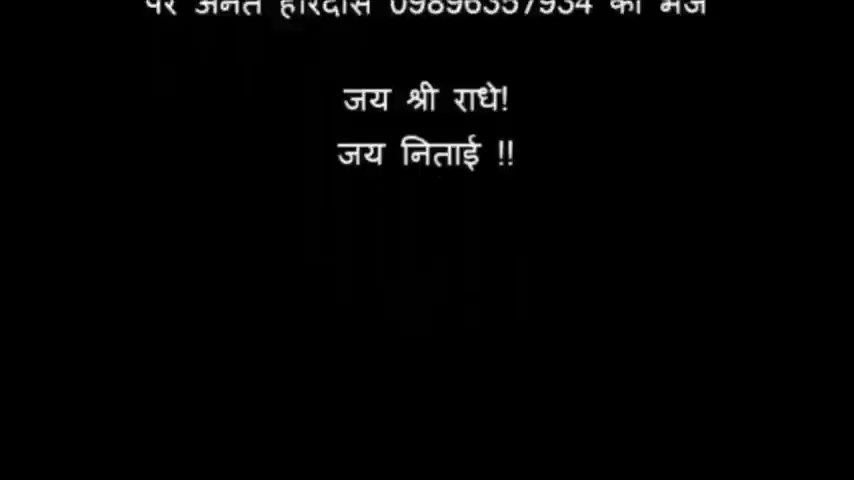 पर अनंत हरिदास 09896357934 को भेजें
जय श्री राधे!
जय निताई !!